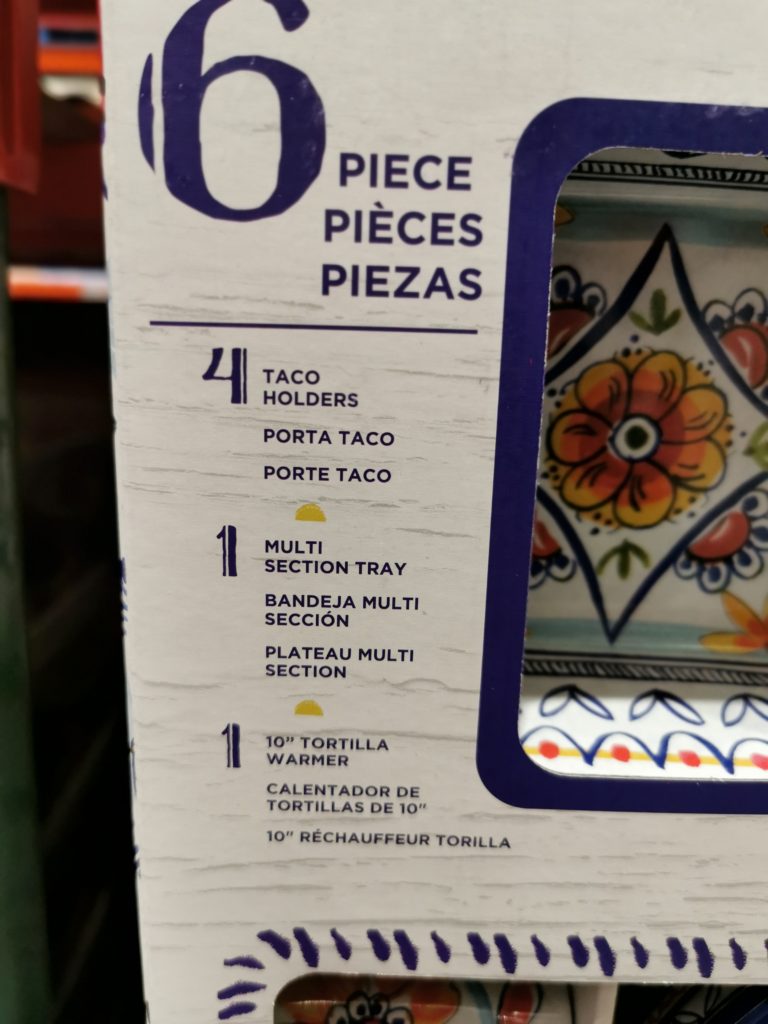 6
PIECE
PIÈCES
PIEZAS
4
TACO
HOLDERS
PORTA TACO
PORTE TACO
1
MULTI
SECTION TRAY
BANDEJA MULTI
SECCIÓN
PLATEAU MULTI
SECTION
1
10" TORTILLA
WARMER
CALENTADOR DE
TORTILLAS DE 10"
10" RÉCHAUFFEUR TORILLA